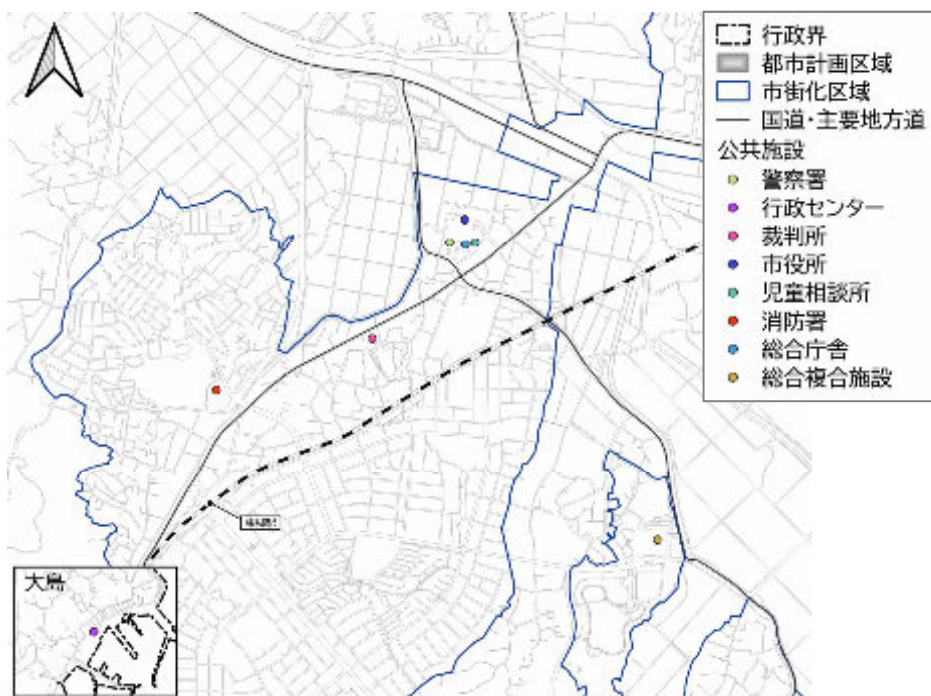 行政界
都市計画区域
市街化区域
国道・主要地方道
公共施設
警察署
行政センター
裁判所
市役所
児童相談所
消防署
総合庁舎
総合複合施設
大島